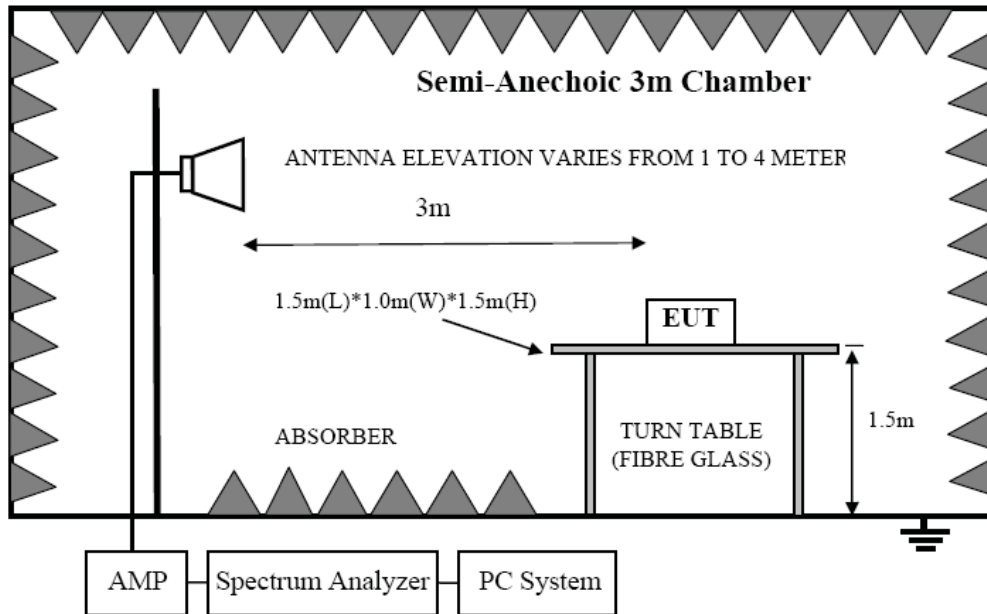 Semi-Anechoic 3m Chamber
ANTENNA ELEVATION VARIES FROM 1 TO 4 METER
3m
1.5m(L)*1.0m(W)*1.5m(H)
EUT
ABSORBER
TURN TABLE
(FIBRE GLASS)
1.5m
AMP
Spectrum Analyzer
PC System